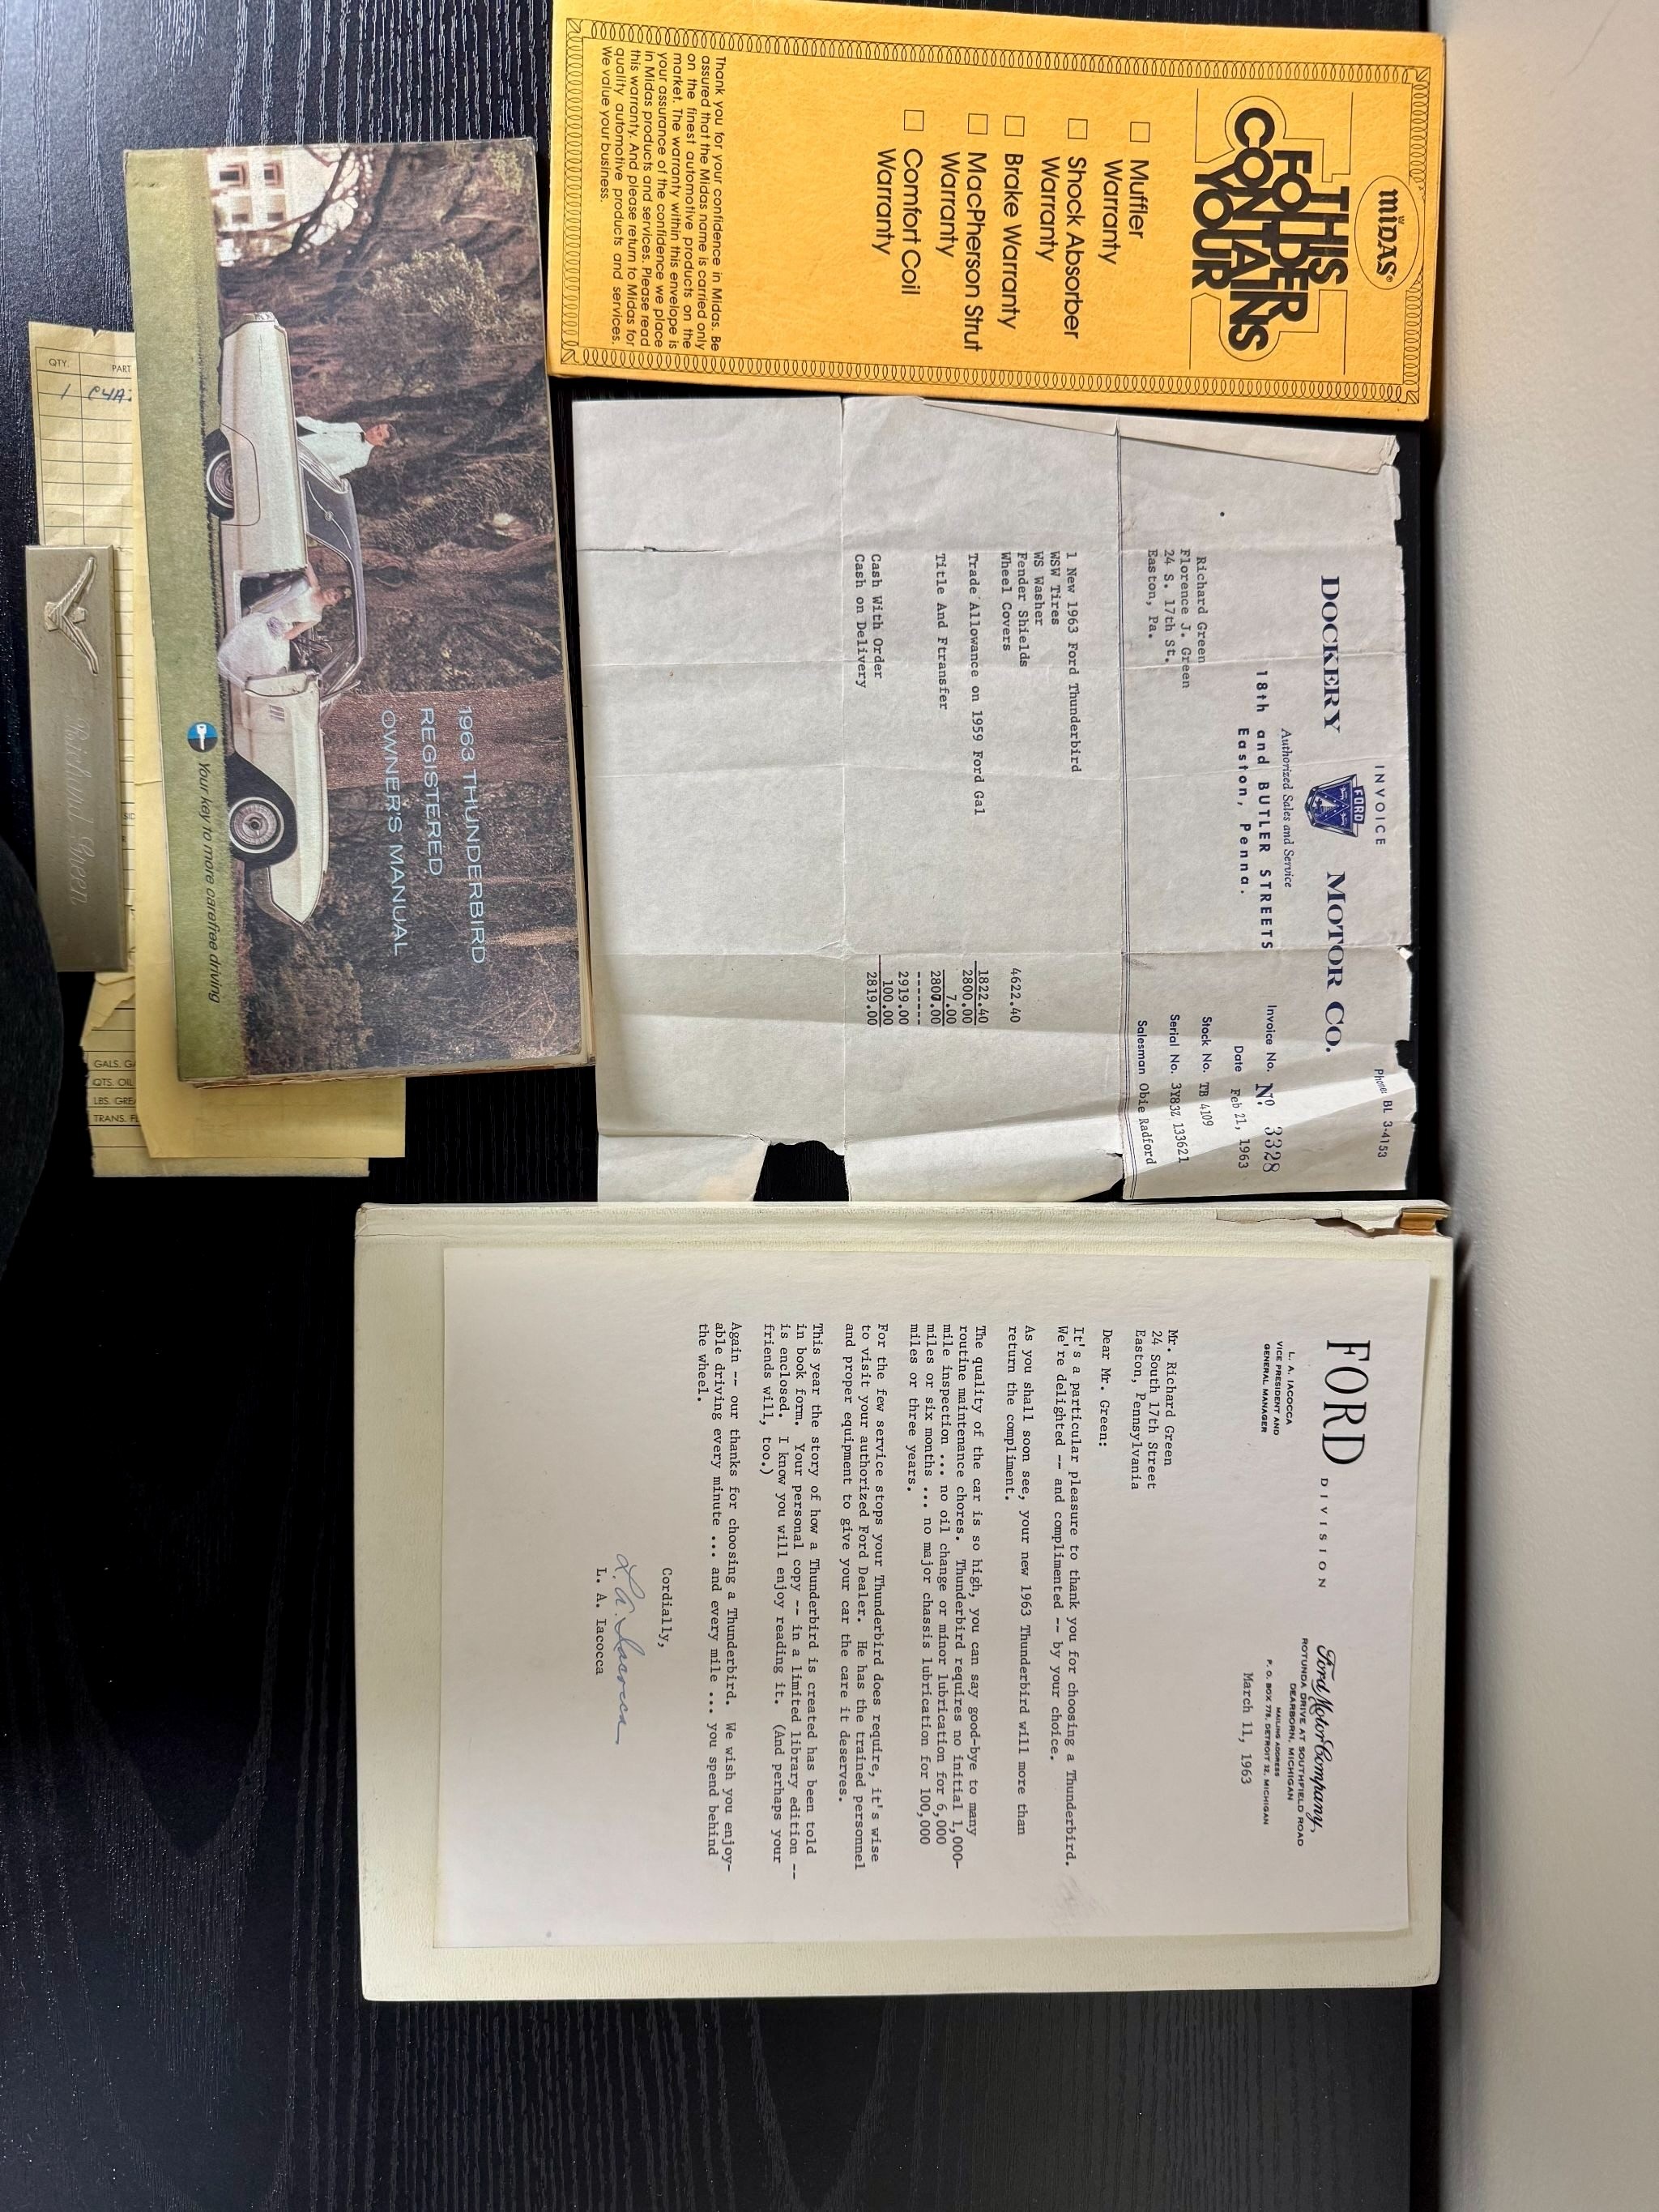 MIDAS®
THIS
FOLDER
CONTAINS
YOUR
Muffler
Warranty
Shock Absorber
Warranty
Brake Warranty
MacPherson Strut
Warranty
Comfort Coil
Warranty
Thank you for your confidence in Midas. Be
assured that the Midas name is carried only
on the finest automotive products on the
market. The warranty within this envelope is
your assurance of the confidence we place
in Midas products and services. Please read
this warranty. And please return to Midas for
quality automotive products and services.
We value your business.
INVOICE
Phone: BL 3-4153
DOCKERY FORD MOTOR CO.
Authorized Sales and Service
18th and BUTLER STREETS
Easton, Penna.
Invoice No. Nº 3328
Date Feb 21, 1963
Stock No. TB 4109
Serial No. 3Y83Z 133621
Salesman Obie Radford
Richard Green
Florence J. Green
24 S. 17th St.
Easton, Pa.
1 New 1963 Ford Thunderbird
WSW Tires
WS Washer
Fender Shields
Wheel Covers 4622.40
Trade Allowance on 1959 Ford Gal 1822.40
2800.00
Title And Ftransfer 7.00
2807.00
-------
2919.00
Cash With Order 100.00
Cash on Delivery 2819.00
FORD DIVISION
Ford Motor Company,
L. A. IACOCCA
VICE PRESIDENT AND
GENERAL MANAGER
ROTUNDA DRIVE AT SOUTHFIELD ROAD
DEARBORN, MICHIGAN
MAILING ADDRESS
P. O. BOX 778, DETROIT 32, MICHIGAN
March 11, 1963
Mr. Richard Green
24 South 17th Street
Easton, Pennsylvania
Dear Mr. Green:
It's a particular pleasure to thank you for choosing a Thunderbird.
We're delighted -- and complimented -- by your choice.
As you shall soon see, your new 1963 Thunderbird will more than
return the compliment.
The quality of the car is so high, you can say good-bye to many
routine maintenance chores. Thunderbird requires no initial 1,000-
mile inspection ... no oil change or minor lubrication for 6,000
miles or six months ... no major chassis lubrication for 100,000
miles or three years.
For the few service stops your Thunderbird does require, it's wise
to visit your authorized Ford Dealer. He has the trained personnel
and proper equipment to give your car the care it deserves.
This year the story of how a Thunderbird is created has been told
in book form. Your personal copy -- in a limited library edition --
is enclosed. I know you will enjoy reading it. (And perhaps your
friends will, too.)
Again -- our thanks for choosing a Thunderbird. We wish you enjoy-
able driving every minute ... and every mile ... you spend behind
the wheel.
Cordially,
L. A. Iacocca
L. A. Iacocca
1963 THUNDERBIRD
REGISTERED
OWNER'S MANUAL
Your key to more carefree driving
QTY. PART
1 C4AZ
GALS. GA
QTS. OIL
LBS. GRE
TRANS. FL
Richard Green